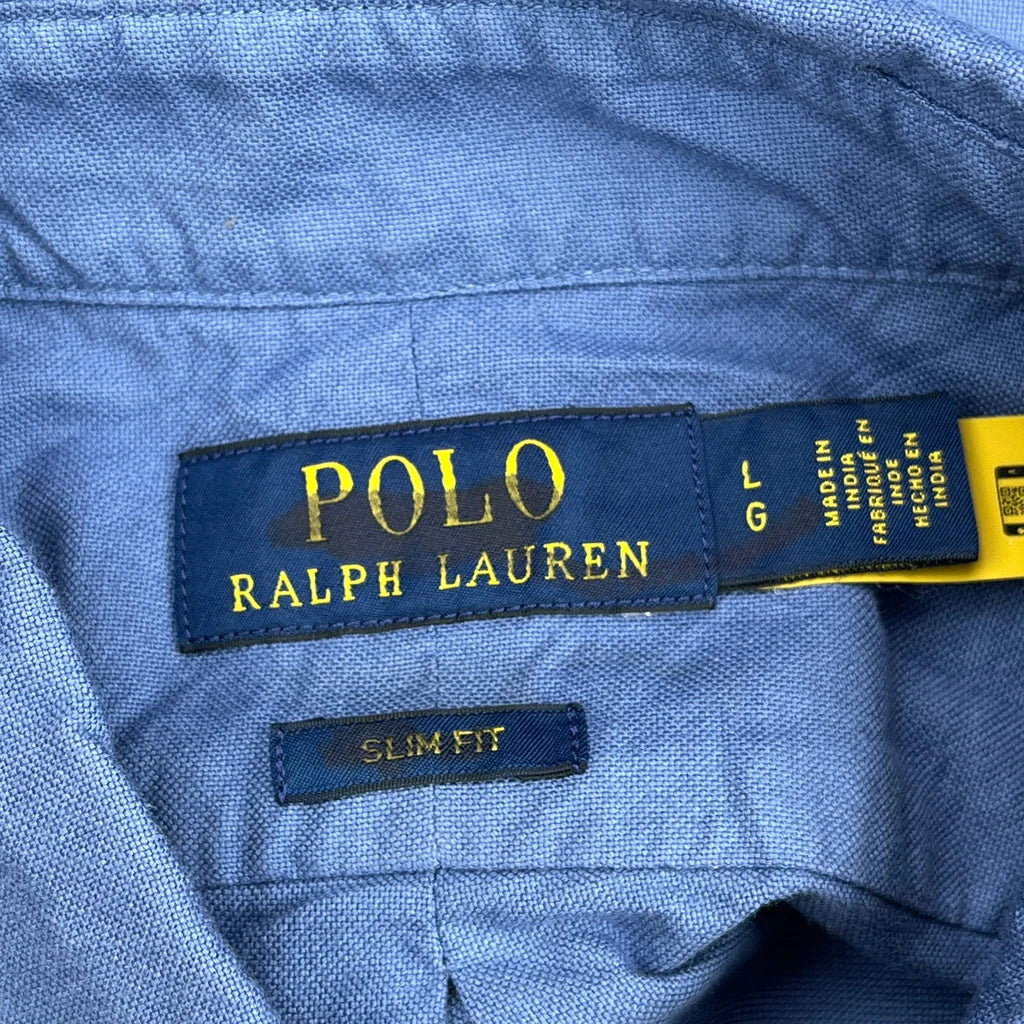 POLO
RALPH LAUREN
L
G
MADE IN
INDIA
FABRIQUÉ EN
INDE
HECHO EN
INDIA
SLIM FIT